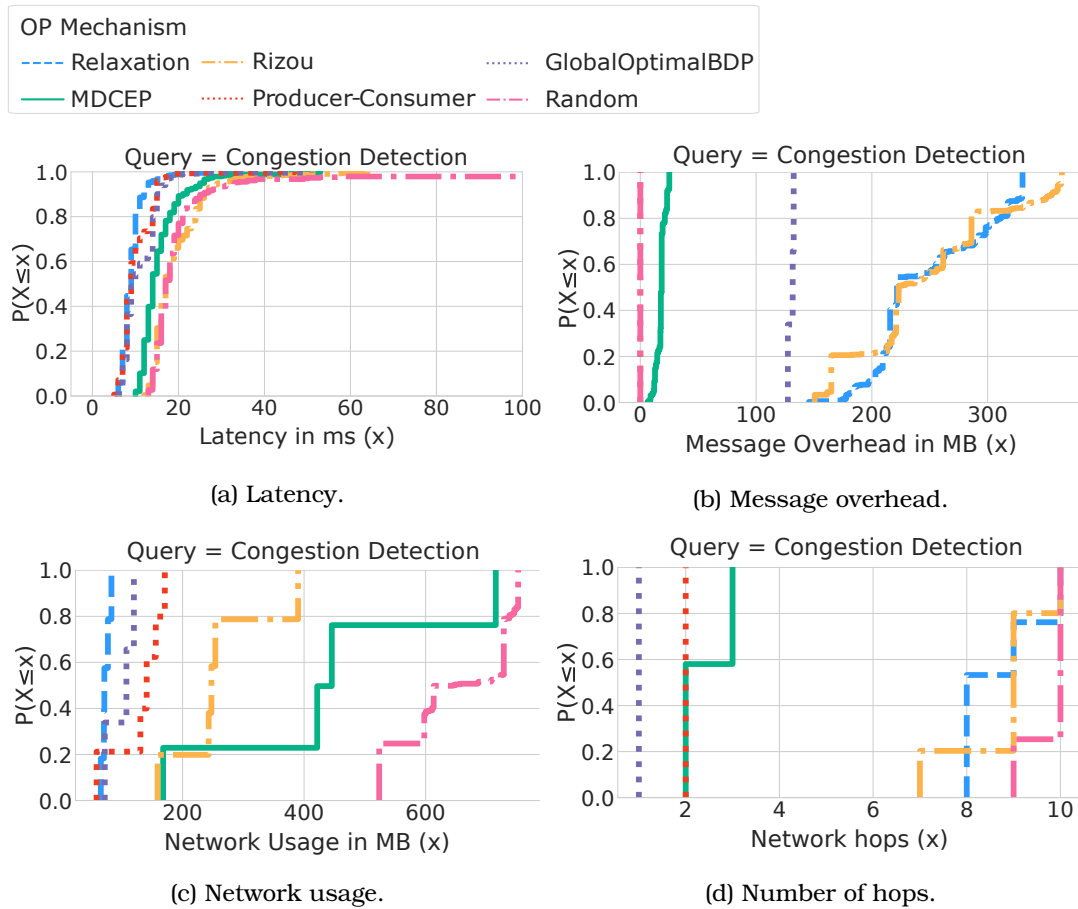 OP Mechanism
Relaxation Rizou GlobalOptimalBDP
MDCEP Producer-Consumer Random
Query = Congestion Detection
1.0
0.8
0.6
0.4
0.2
0.0
P(X≤x)
0 20 40 60 80 100
Latency in ms (x)
(a) Latency.
Query = Congestion Detection
1.0
0.8
0.6
0.4
0.2
0.0
P(X≤x)
0 100 200 300
Message Overhead in MB (x)
(b) Message overhead.
Query = Congestion Detection
1.0
0.8
0.6
0.4
0.2
0.0
P(X≤x)
200 400 600
Network Usage in MB (x)
(c) Network usage.
Query = Congestion Detection
1.0
0.8
0.6
0.4
0.2
0.0
P(X≤x)
2 4 6 8 10
Network hops (x)
(d) Number of hops.